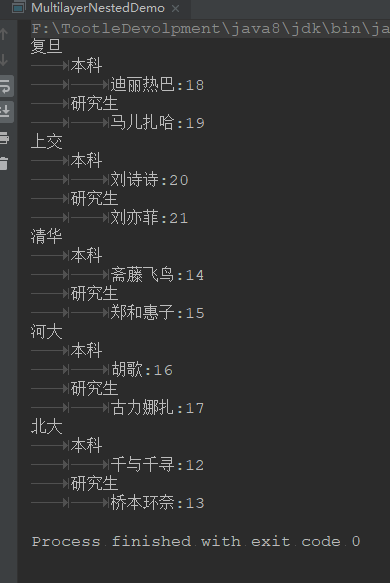 MultilayerNestedDemo
F:\TootleDevolpment\java8\jdk\bin\ja
复旦
本科
迪丽热巴:18
研究生
马儿扎哈:19
上交
本科
刘诗诗:20
研究生
刘亦菲:21
清华
本科
斋藤飞鸟:14
研究生
郑和惠子:15
河大
本科
胡歌:16
研究生
古力娜扎:17
北大
本科
千与千寻:12
研究生
桥本环奈:13
Process finished with exit code 0